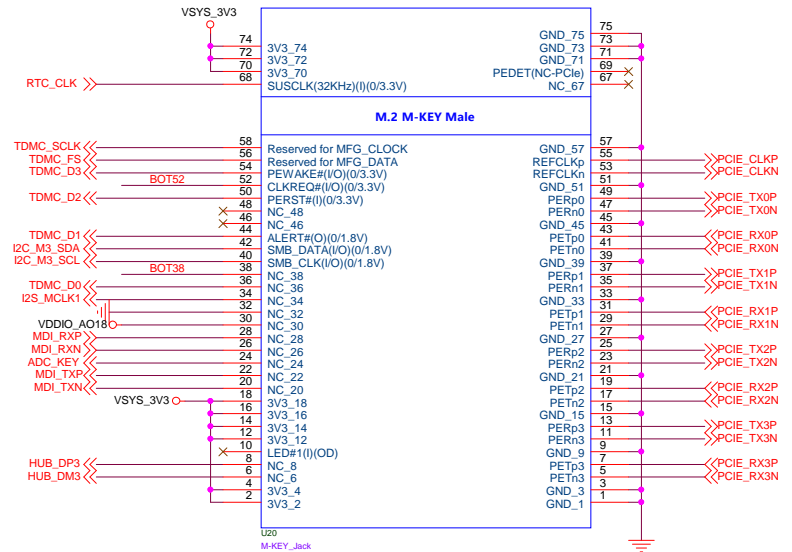 VSYS_3V3
75
GND_75
74 3V3_74 GND_73 73
72 3V3_72 GND_71 71
70 3V3_70 PEDET(NC-PCIe) 69
RTC_CLK 68 SUSCLK(32KHz)(I)(0/3.3V) NC_67 67
M.2 M-KEY Male
TDMC_SCLK 58 Reserved for MFG_CLOCK GND_57 57
TDMC_FS 56 Reserved for MFG_DATA REFCLKp 55 PCIE_CLKP
TDMC_D3 54 PEWAKE#(I/O)(0/3.3V) REFCLKn 53 PCIE_CLKN
BOT52 52 CLKREQ#(I/O)(0/3.3V) GND_51 51
TDMC_D2 50 PERST#(I)(0/3.3V) PERp0 49 PCIE_TX0P
48 NC_48 PERn0 47 PCIE_TX0N
46 NC_46 GND_45 45
TDMC_D1 44 ALERT#(O)(0/1.8V) PETp0 43 PCIE_RX0P
I2C_M3_SDA 42 SMB_DATA(I/O)(0/1.8V) PETn0 41 PCIE_RX0N
I2C_M3_SCL 40 SMB_CLK(I/O)(0/1.8V) GND_39 39
BOT38 38 NC_38 PERp1 37 PCIE_TX1P
TDMC_D0 36 NC_36 PERn1 35 PCIE_TX1N
I2S_MCLK1 34 NC_34 GND_33 33
32 NC_32 PETp1 31 PCIE_RX1P
VDDIO_AO18 30 NC_30 PETn1 29 PCIE_RX1N
MDI_RXP 28 NC_28 GND_27 27
MDI_RXN 26 NC_26 PERp2 25 PCIE_TX2P
ADC_KEY 24 NC_24 PERn2 23 PCIE_TX2N
MDI_TXP 22 NC_22 GND_21 21
MDI_TXN 20 NC_20 PETp2 19 PCIE_RX2P
VSYS_3V3 18 3V3_18 PETn2 17 PCIE_RX2N
16 3V3_16 GND_15 15
14 3V3_14 PERp3 13 PCIE_TX3P
12 3V3_12 PERn3 11 PCIE_TX3N
10 LED#1(I)(OD) GND_9 9
HUB_DP3 8 NC_8 PETp3 7 PCIE_RX3P
HUB_DM3 6 NC_6 PETn3 5 PCIE_RX3N
4 3V3_4 GND_3 3
2 3V3_2 GND_1 1
U20
M-KEY_Jack